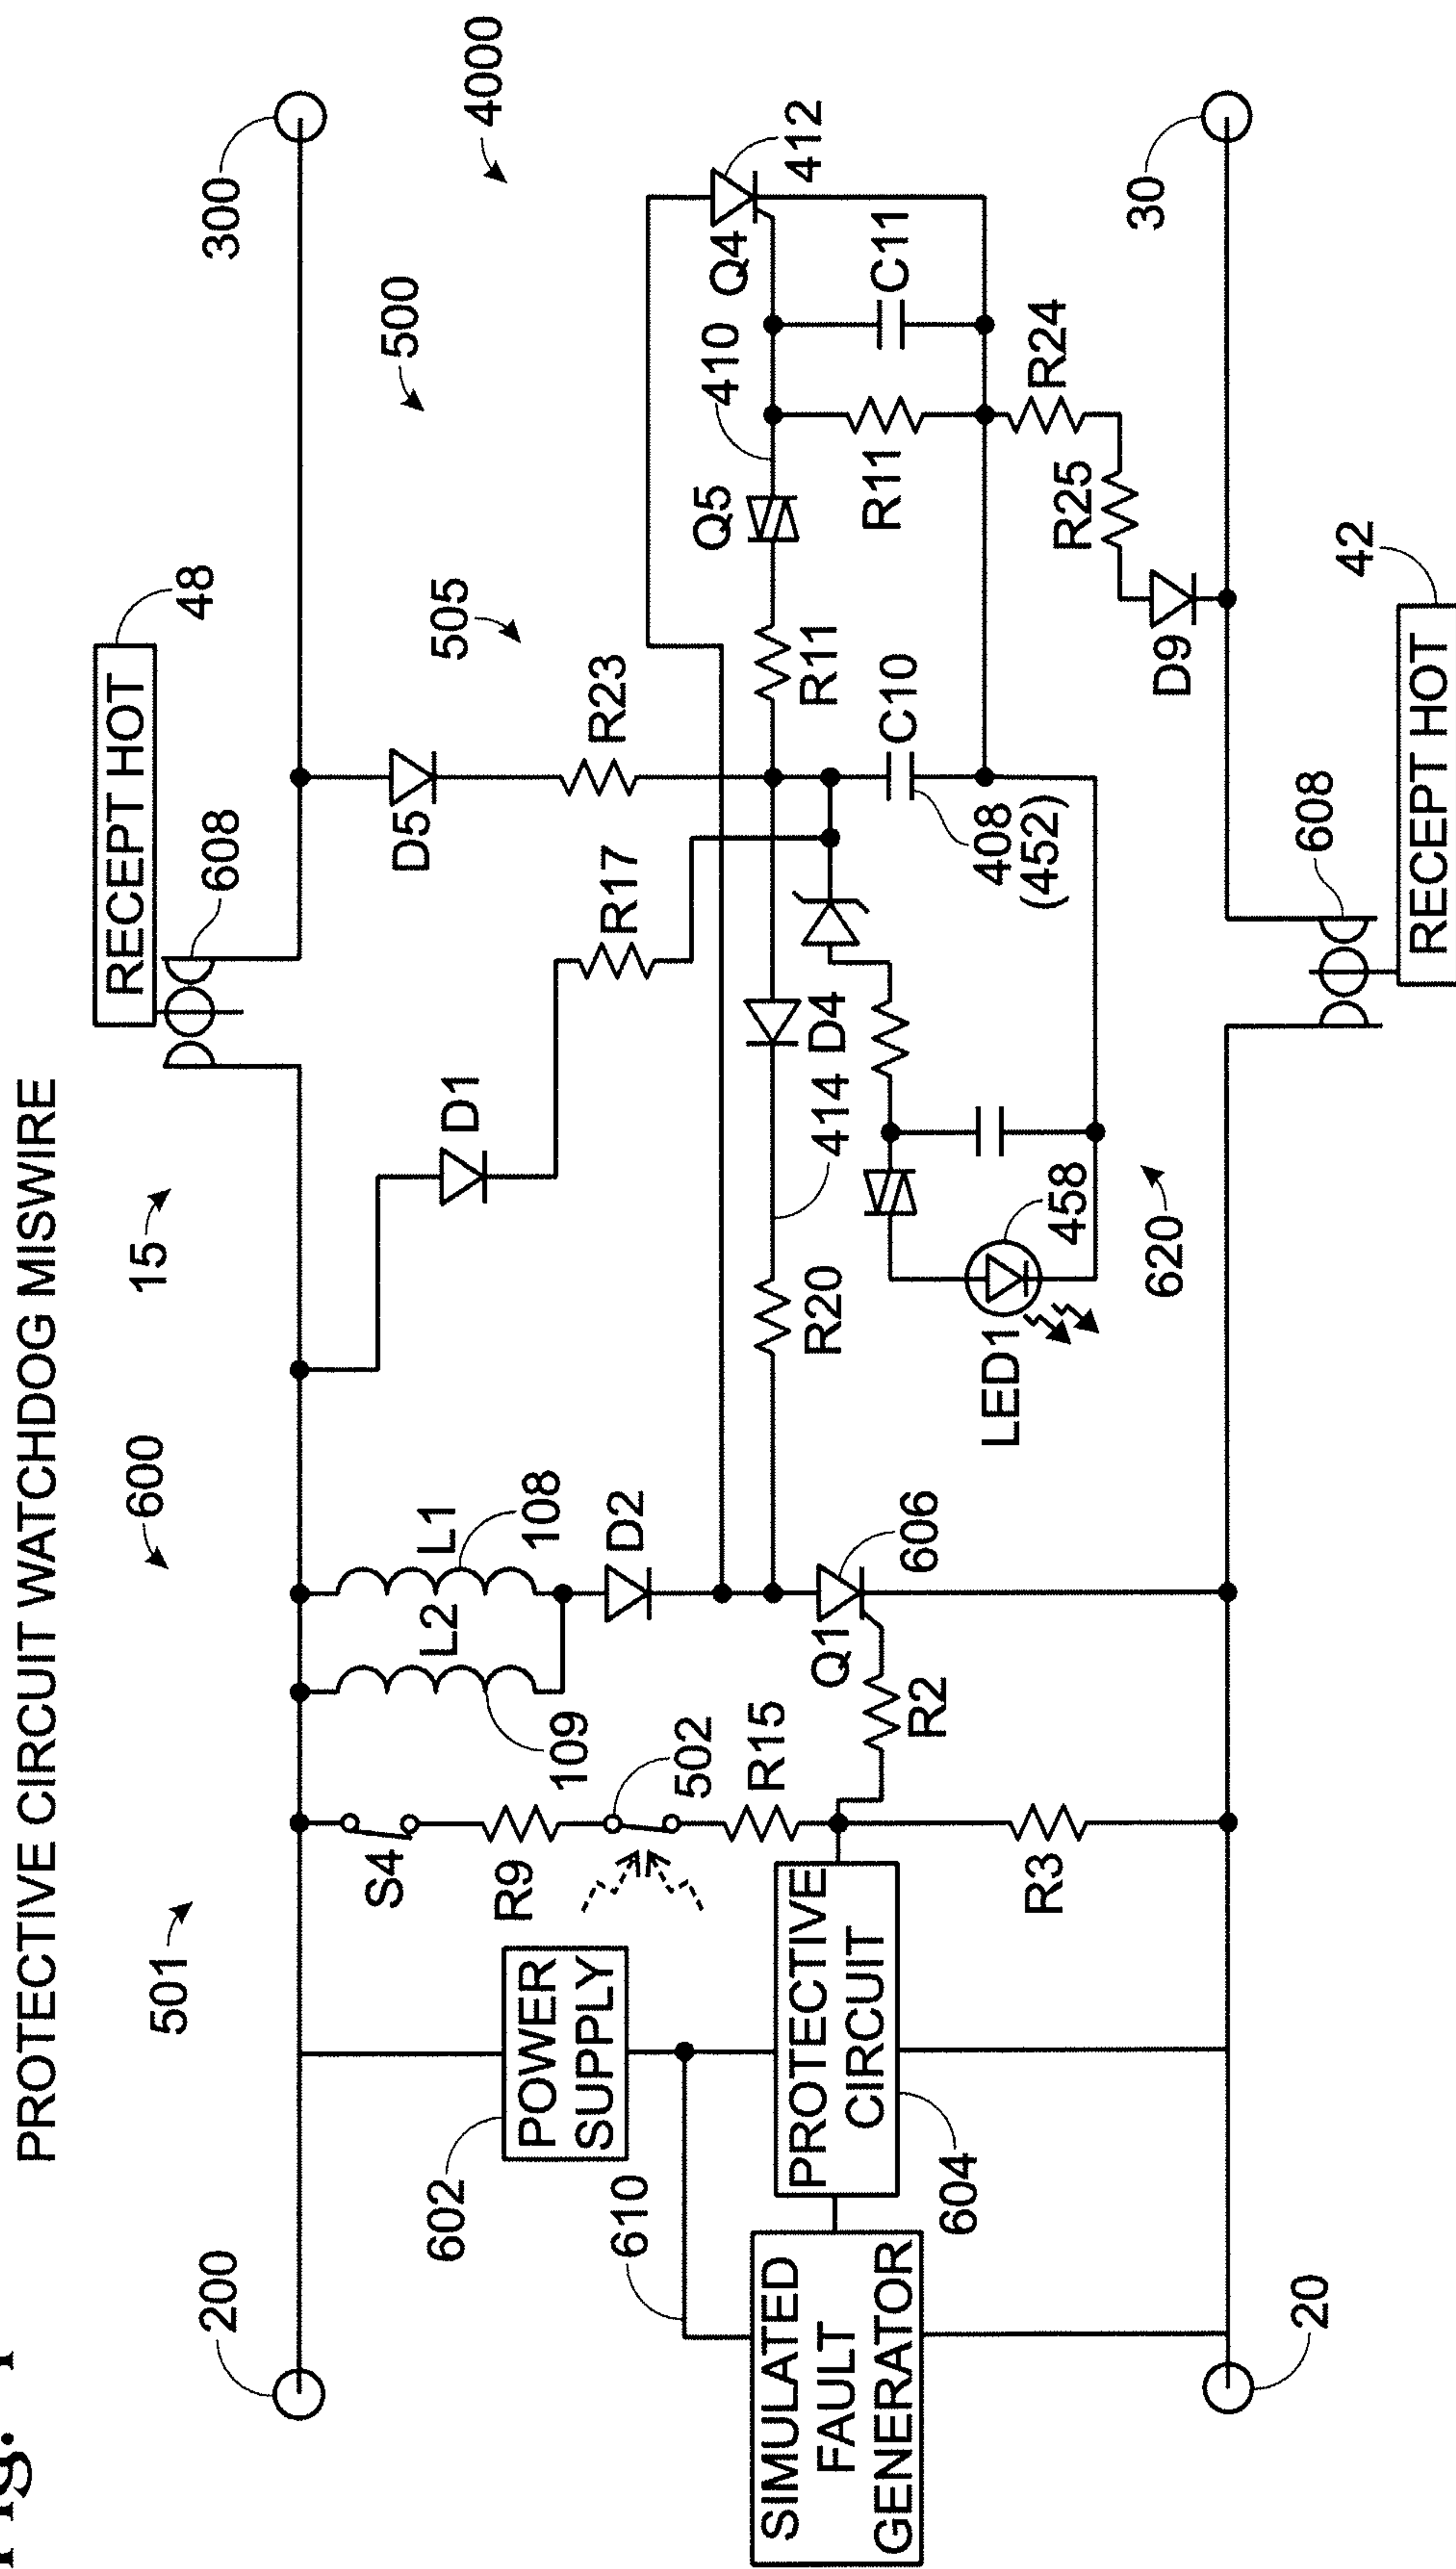 PROTECTIVE CIRCUIT WATCHDOG MISWIRE
RECEPT HOT
48
608
15
600
501
300
4000
500
505
200
D5
R23
R17
D1
L1
108
L2
109
D2
S4
R9
502
R15
POWER
SUPPLY
602
610
412
Q4
C11
410
Q5
R11
R11
R24
R25
D9
30
C10
408
(452)
D4
414
R20
458
LED1
620
606
Q1
R2
R3
PROTECTIVE
CIRCUIT
604
SIMULATED
FAULT
GENERATOR
20
608
42
RECEPT HOT